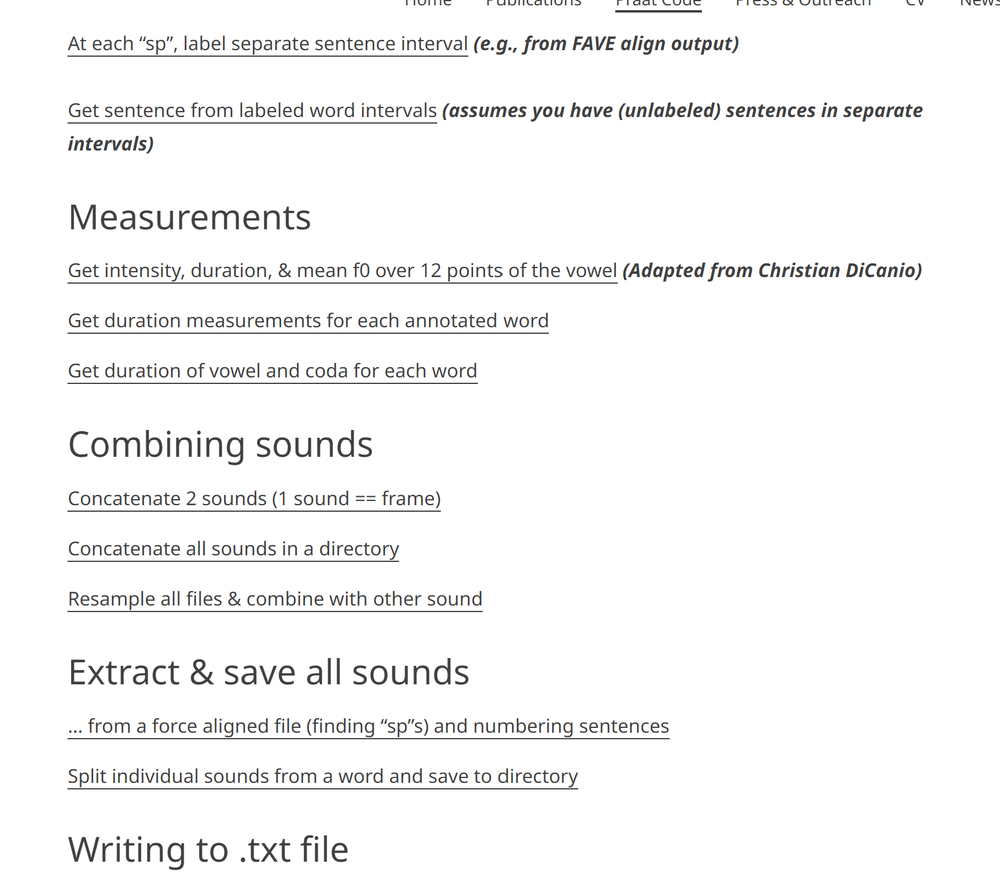 Home Publications Praat Code Press & Outreach CV News
At each “sp”, label separate sentence interval (e.g., from FAVE align output)
Get sentence from labeled word intervals (assumes you have (unlabeled) sentences in separate
intervals)
Measurements
Get intensity, duration, & mean f0 over 12 points of the vowel (Adapted from Christian DiCanio)
Get duration measurements for each annotated word
Get duration of vowel and coda for each word
Combining sounds
Concatenate 2 sounds (1 sound == frame)
Concatenate all sounds in a directory
Resample all files & combine with other sound
Extract & save all sounds
… from a force aligned file (finding “sp”s) and numbering sentences
Split individual sounds from a word and save to directory
Writing to .txt file